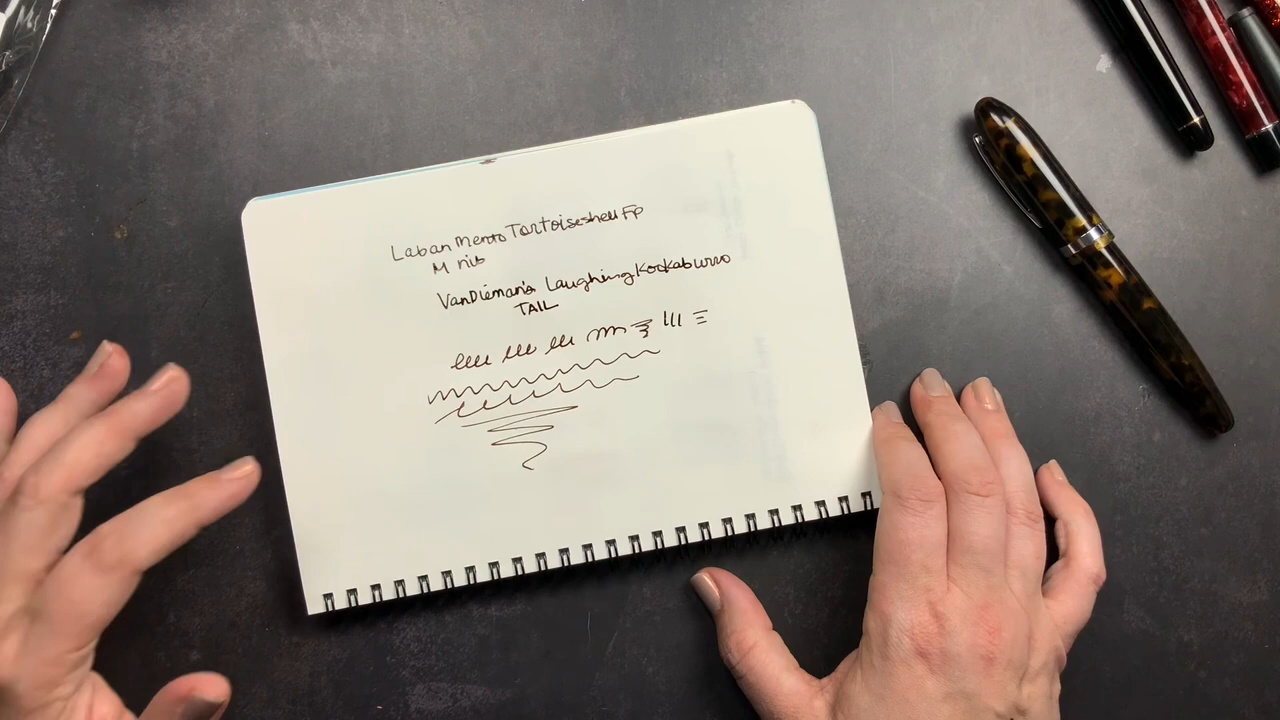 Laban Mento Tortoiseshell FP
M nib
VanDieman's Laughing Kookaburra
TAIL